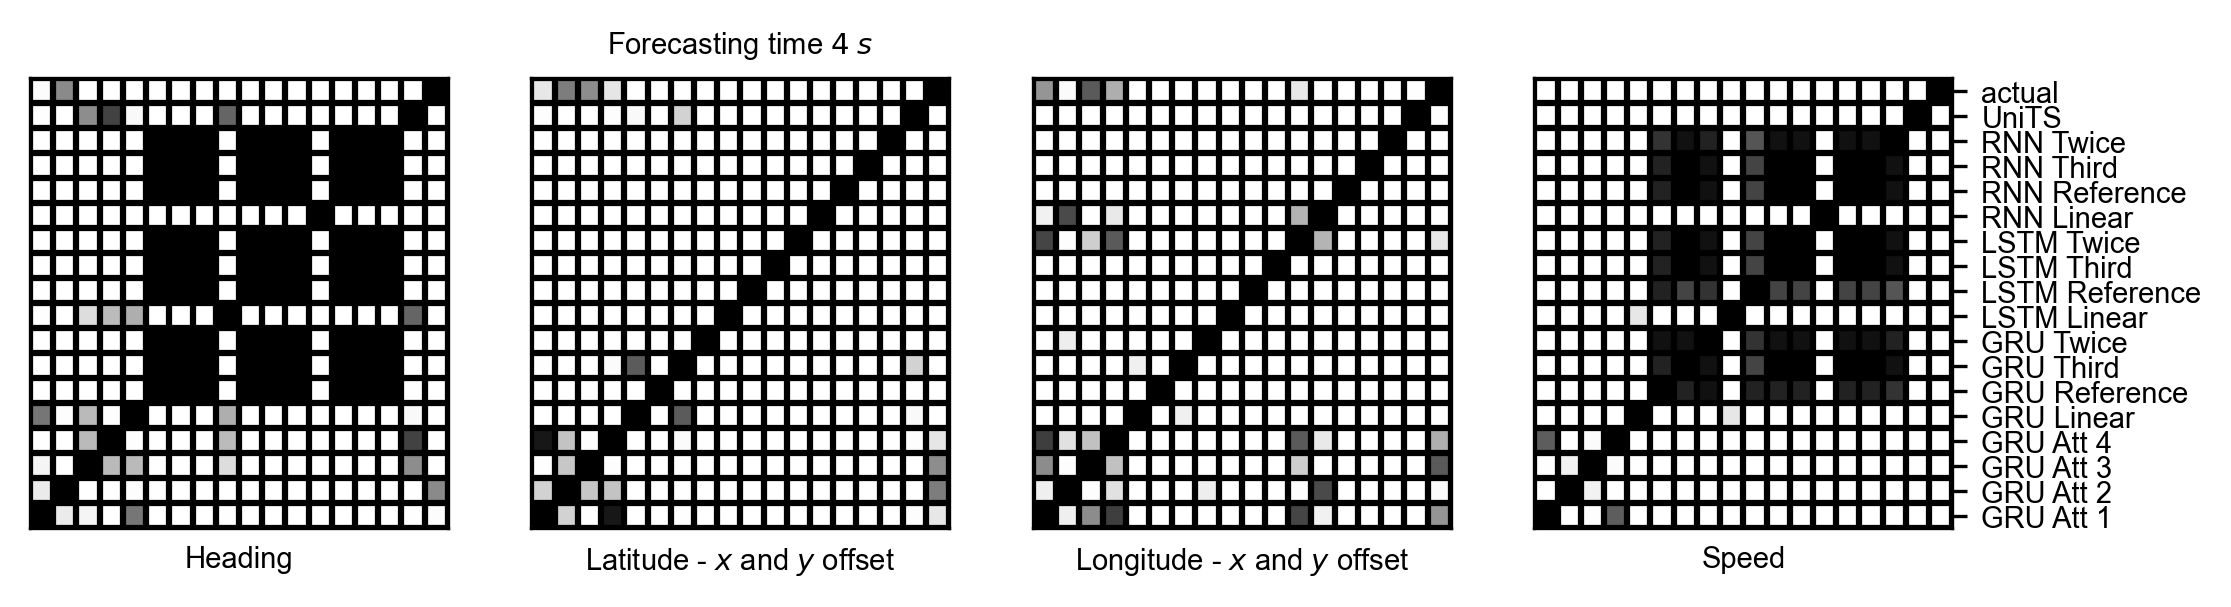 Forecasting time 4 s
actual
UniTS
RNN Twice
RNN Third
RNN Reference
RNN Linear
LSTM Twice
LSTM Third
LSTM Reference
LSTM Linear
GRU Twice
GRU Third
GRU Reference
GRU Linear
GRU Att 4
GRU Att 3
GRU Att 2
GRU Att 1
Heading
Latitude - x and y offset
Longitude - x and y offset
Speed